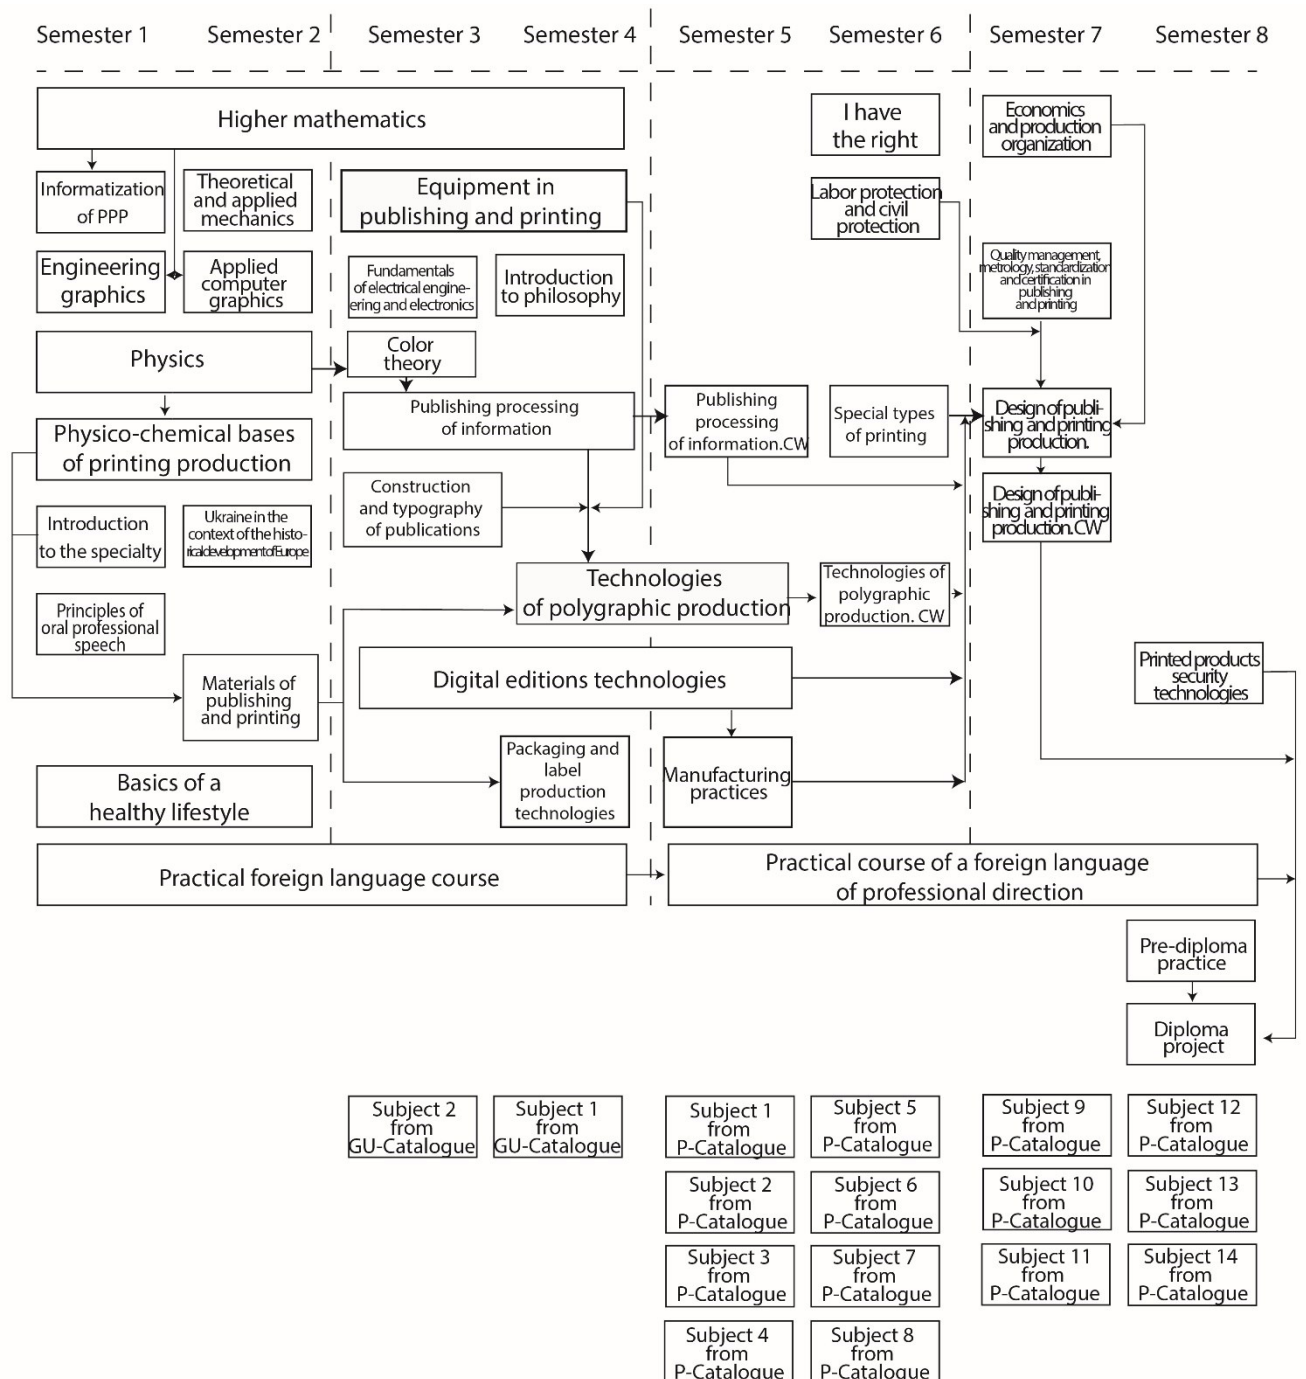 Semester 1
Semester 2
Semester 3
Semester 4
Semester 5
Semester 6
Semester 7
Semester 8
Higher mathematics
I have
the right
Economics
and production
organization
Informatization
of PPP
Theoretical
and applied
mechanics
Equipment in
publishing and printing
Labor protection
and civil
protection
Engineering
graphics
Applied
computer
graphics
Fundamentals
of electrical engine-
ering and electronics
Introduction
to philosophy
Quality management,
metrology, standardization
and certification in
publishing
and printing
Physics
Color
theory
Physico-chemical bases
of printing production
Publishing processing
of information
Publishing
processing
of information.CW
Special types
of printing
Design of publi-
shing and printing
production.
Construction
and typography
of publications
Design of publi-
shing and printing
production. CW
Introduction
to the specialty
Ukraine in the
context of the histo-
rical development of Europe
Technologies
of polygraphic production
Technologies of
polygraphic
production. CW
Principles of
oral professional
speech
Materials of
publishing
and printing
Digital editions technologies
Printed products
security
technologies
Packaging and
label
production
technologies
Manufacturing
practices
Basics of a
healthy lifestyle
Practical foreign language course
Practical course of a foreign language
of professional direction
Pre-diploma
practice
Diploma
project
Subject 2
from
GU-Catalogue
Subject 1
from
GU-Catalogue
Subject 1
from
P-Catalogue
Subject 5
from
P-Catalogue
Subject 9
from
P-Catalogue
Subject 12
from
P-Catalogue
Subject 2
from
P-Catalogue
Subject 6
from
P-Catalogue
Subject 10
from
P-Catalogue
Subject 13
from
P-Catalogue
Subject 3
from
P-Catalogue
Subject 7
from
P-Catalogue
Subject 11
from
P-Catalogue
Subject 14
from
P-Catalogue
Subject 4
from
P-Catalogue
Subject 8
from
P-Catalogue